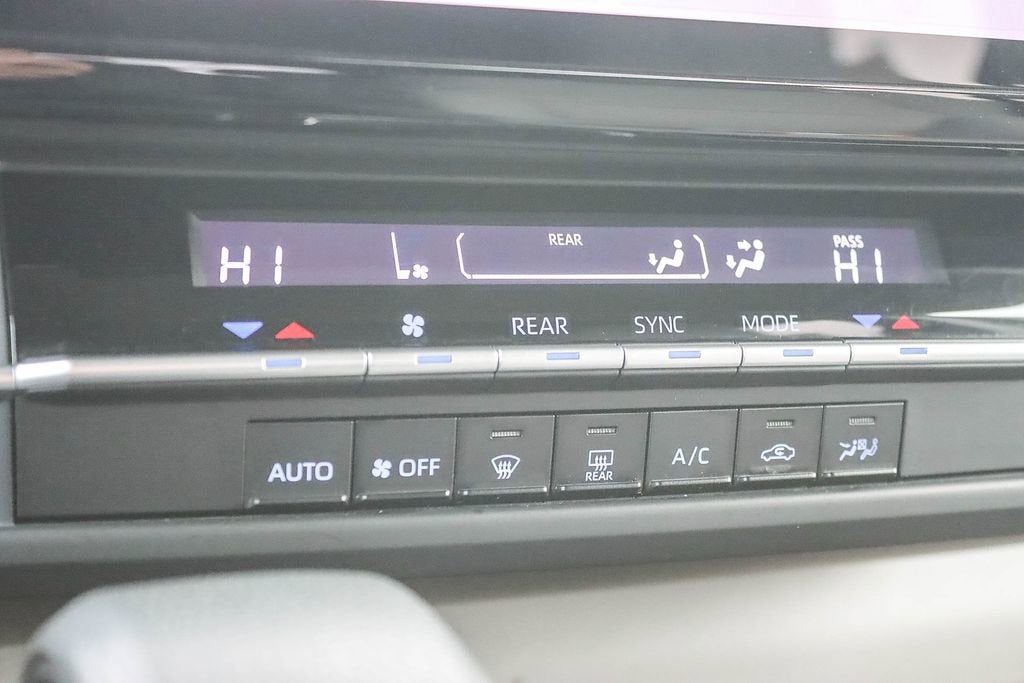 HI
REAR
PASS
HI
REAR
SYNC
MODE
AUTO
OFF
REAR
A/C